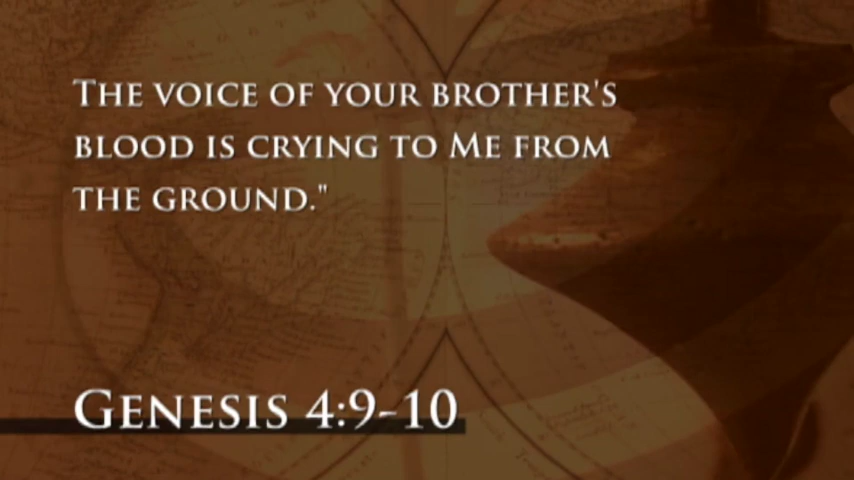 The voice of your brother's
blood is crying to Me from
the ground."
Genesis 4:9-10